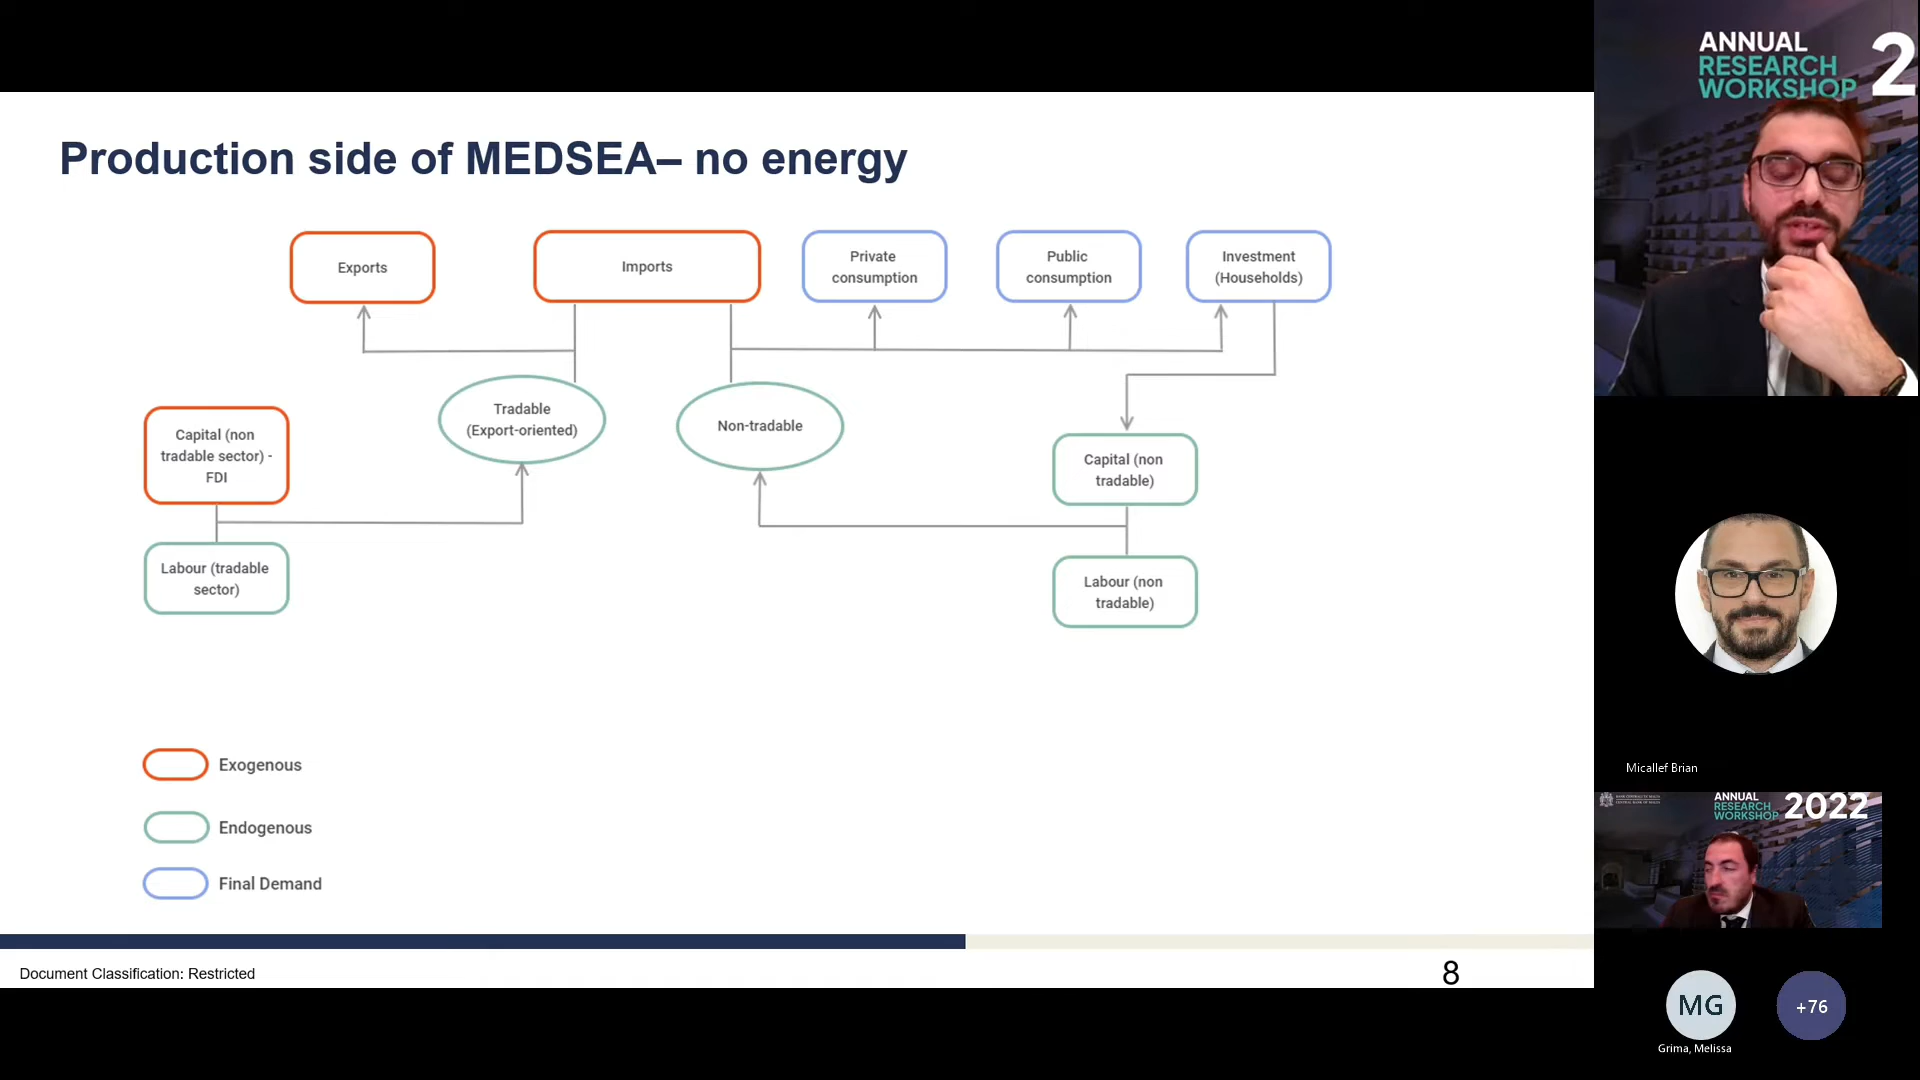 Production side of MEDSEA– no energy
Exports
Imports
Private
consumption
Public
consumption
Investment
(Households)
Tradable
(Export-oriented)
Non-tradable
Capital (non
tradable sector) -
FDI
Capital (non
tradable)
Labour (tradable
sector)
Labour (non
tradable)
Exogenous
Endogenous
Final Demand
Document Classification: Restricted
8
ANNUAL
RESEARCH
WORKSHOP
2
Micallef Brian
ANNUAL
RESEARCH
WORKSHOP
2022
MG
Grima, Melissa
+76